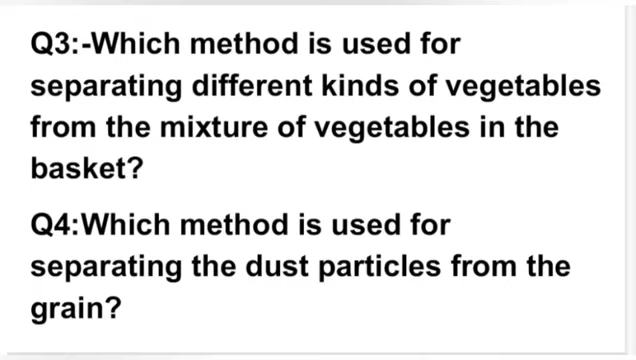 Q3:-Which method is used for
separating different kinds of vegetables
from the mixture of vegetables in the
basket?
Q4:Which method is used for
separating the dust particles from the
grain?